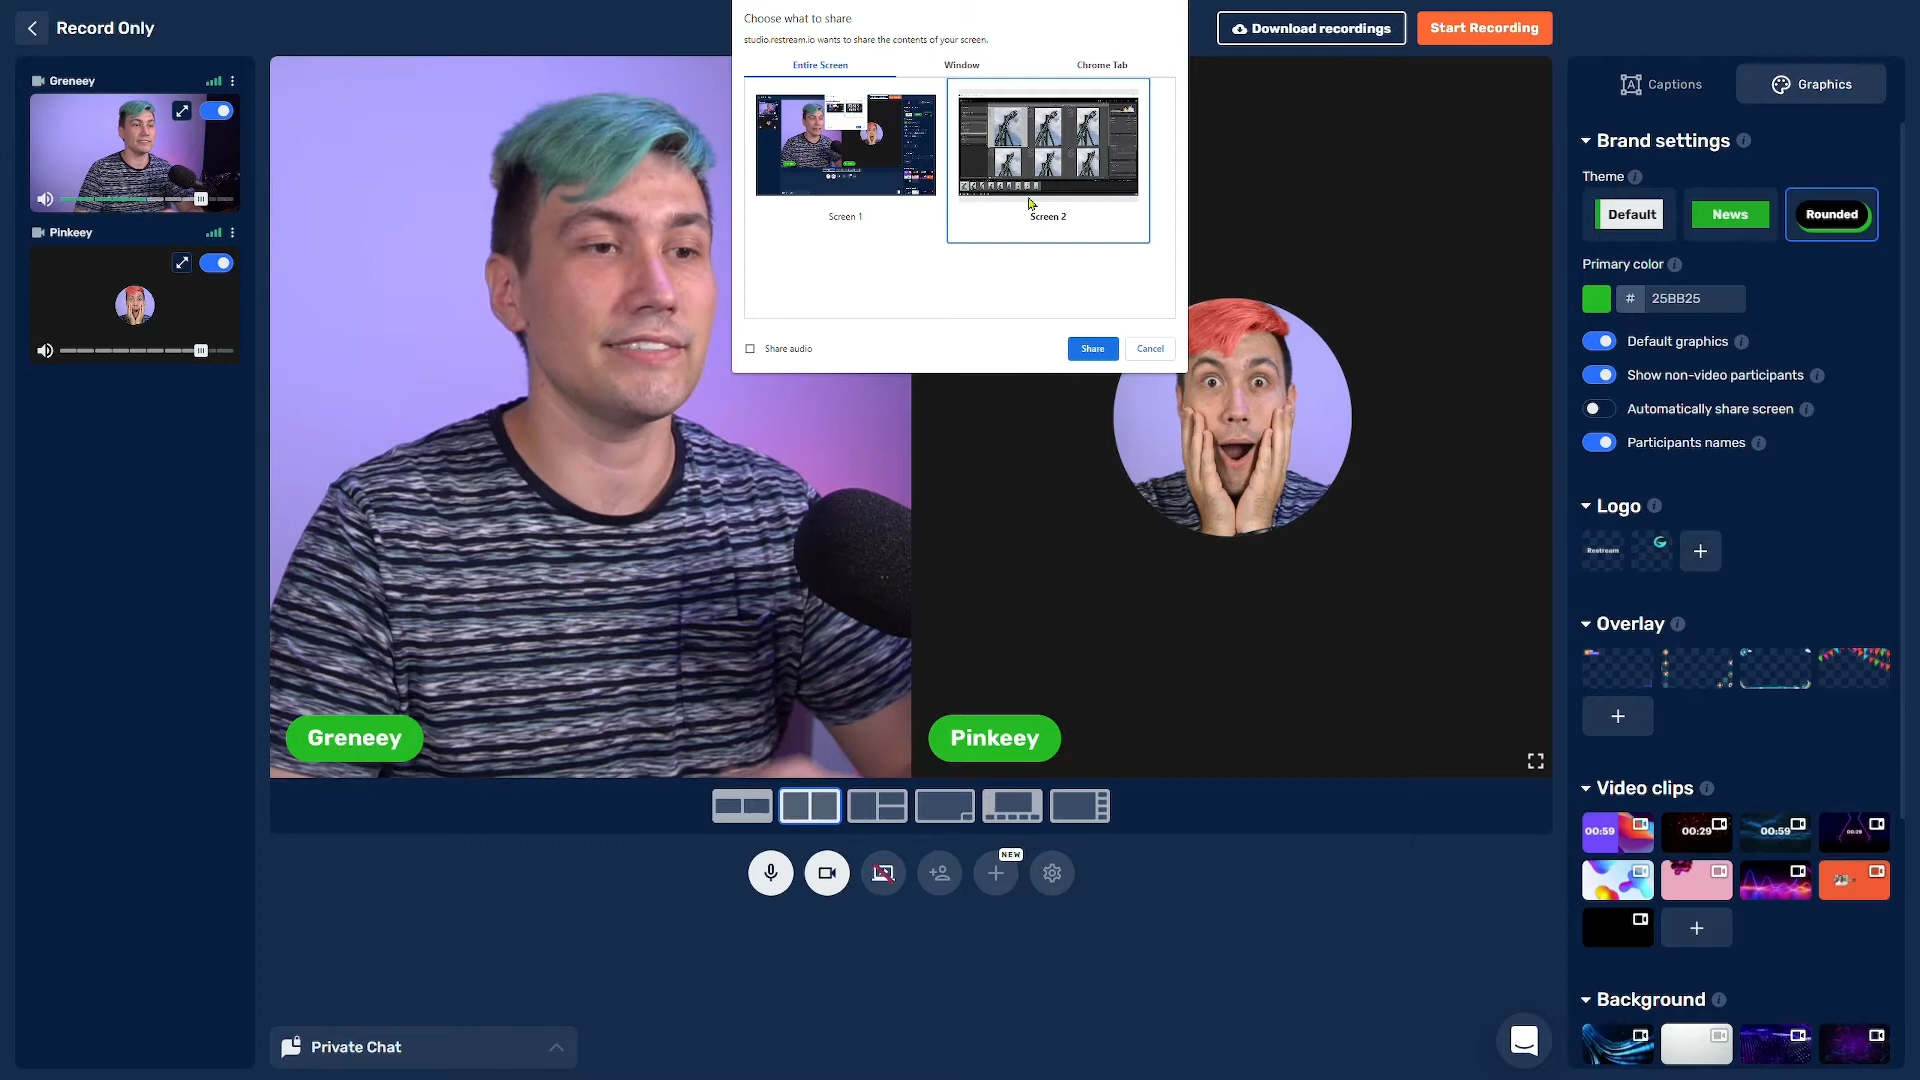 Record Only
Choose what to share
studio.restream.io wants to share the contents of your screen.
Entire Screen
Window
Chrome Tab
Screen 1
Screen 2
Share audio
Share
Cancel
Download recordings
Start Recording
Greneey
Pinkeey
Greneey
Pinkeey
NEW
Private Chat
Captions
Graphics
Brand settings
Theme
Default
News
Rounded
Primary color
# 25BB25
Default graphics
Show non-video participants
Automatically share screen
Participants names
Logo
Restream
Overlay
Video clips
00:59
00:29
00:59
00:29
Background